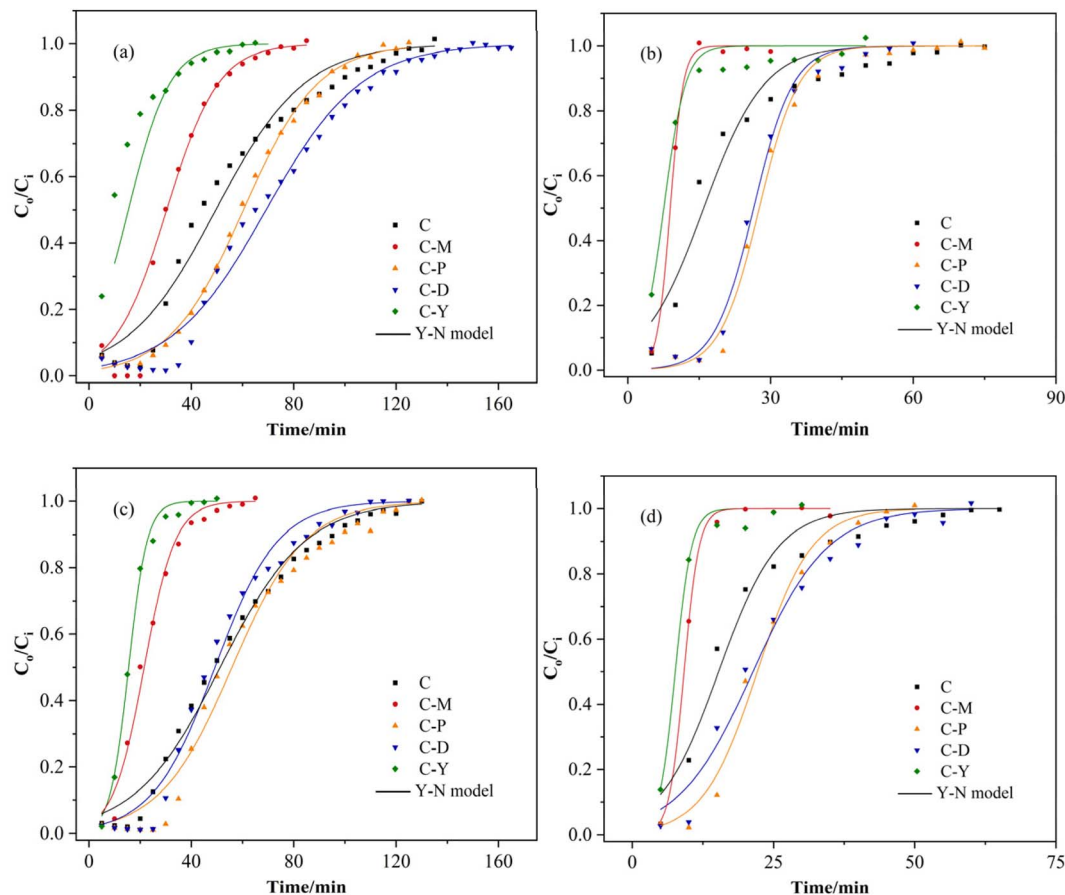 (a)
1.0
0.8
0.6
0.4
0.2
0.0
Co/Ci
C
C-M
C-P
C-D
C-Y
Y-N model
0 40 80 120 160
Time/min
(b)
1.0
0.8
0.6
0.4
0.2
0.0
Co/Ci
C
C-M
C-P
C-D
C-Y
Y-N model
0 30 60 90
Time/min
(c)
1.0
0.8
0.6
0.4
0.2
0.0
Co/Ci
C
C-M
C-P
C-D
C-Y
Y-N model
0 40 80 120 160
Time/min
(d)
1.0
0.8
0.6
0.4
0.2
0.0
Co/Ci
C
C-M
C-P
C-D
C-Y
Y-N model
0 25 50 75
Time/min